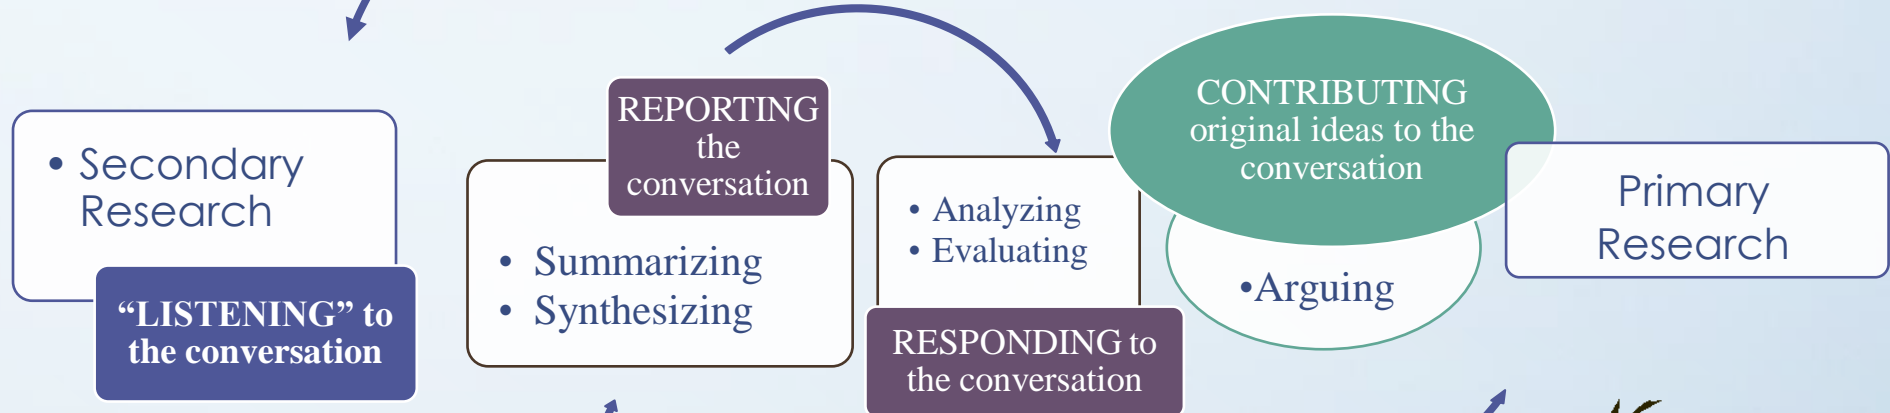 • Secondary
Research
“LISTENING” to
the conversation
REPORTING
the
conversation
• Summarizing
• Synthesizing
• Analyzing
• Evaluating
RESPONDING to
the conversation
CONTRIBUTING
original ideas to the
conversation
•Arguing
Primary
Research